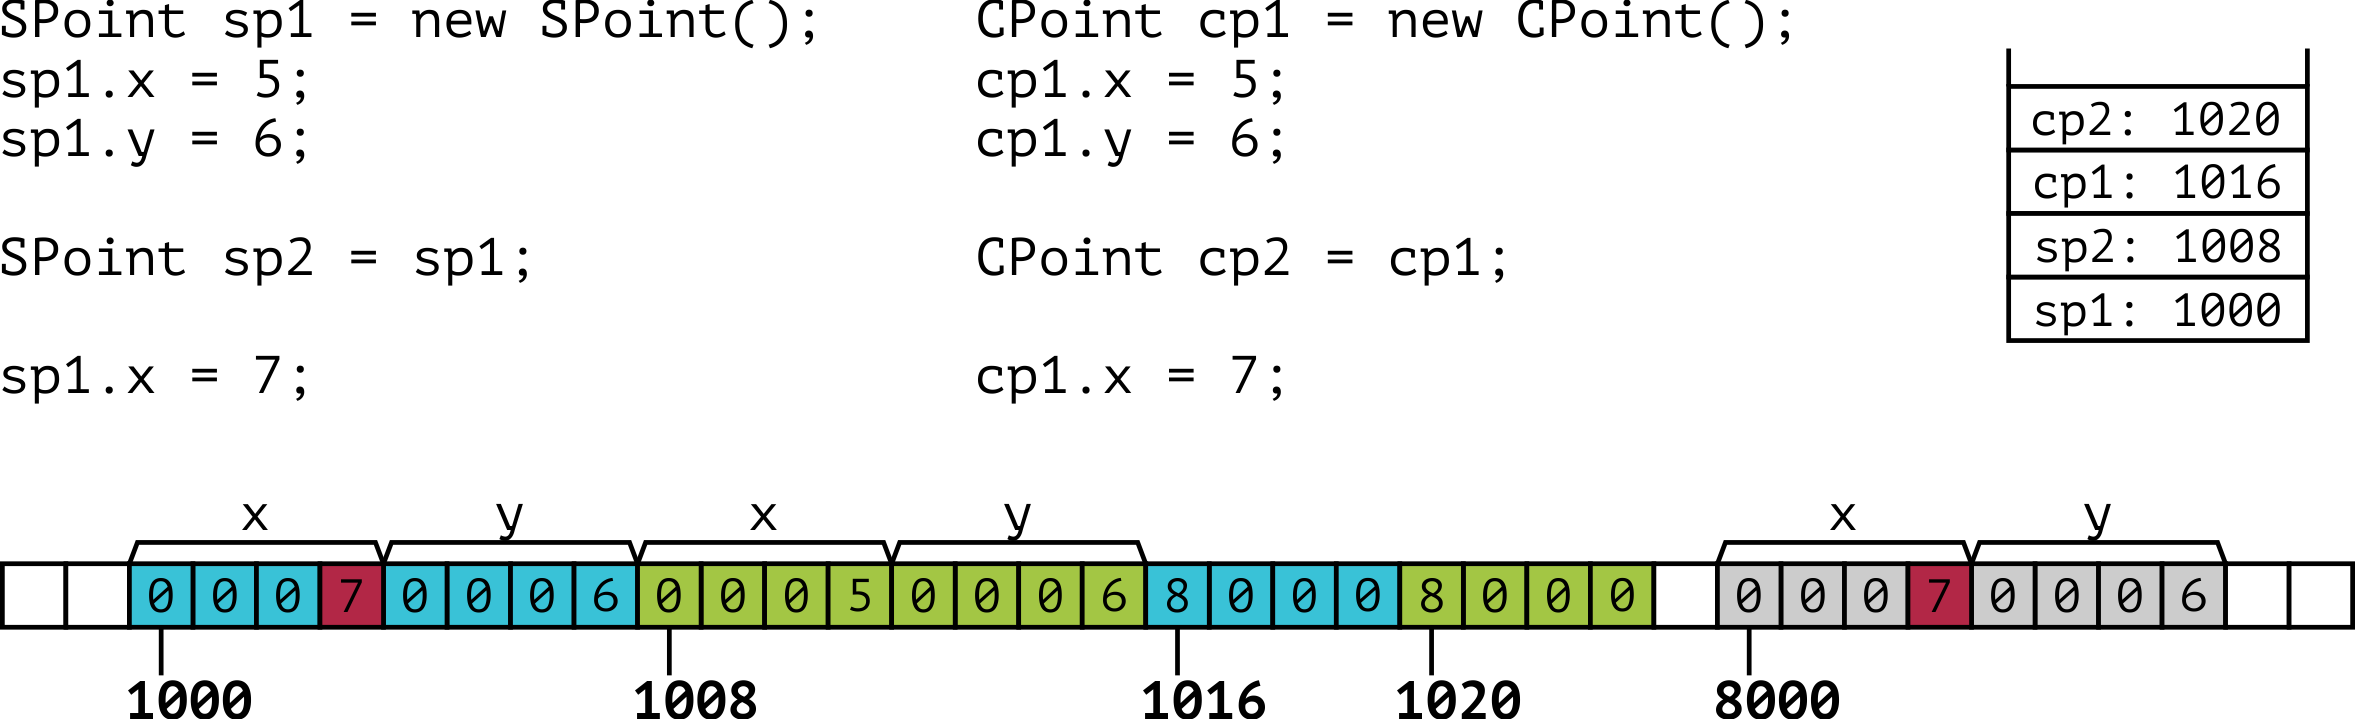 SPoint sp1 = new SPoint();
sp1.x = 5;
sp1.y = 6;
SPoint sp2 = sp1;
sp1.x = 7;
CPoint cp1 = new CPoint();
cp1.x = 5;
cp1.y = 6;
CPoint cp2 = cp1;
cp1.x = 7;
cp2: 1020
cp1: 1016
sp2: 1008
sp1: 1000
x y x y x y
0 0 0 7 0 0 0 6 0 0 0 5 0 0 0 6 8 0 0 0 8 0 0 0 0 0 0 7 0 0 0 6
1000 1008 1016 1020 8000